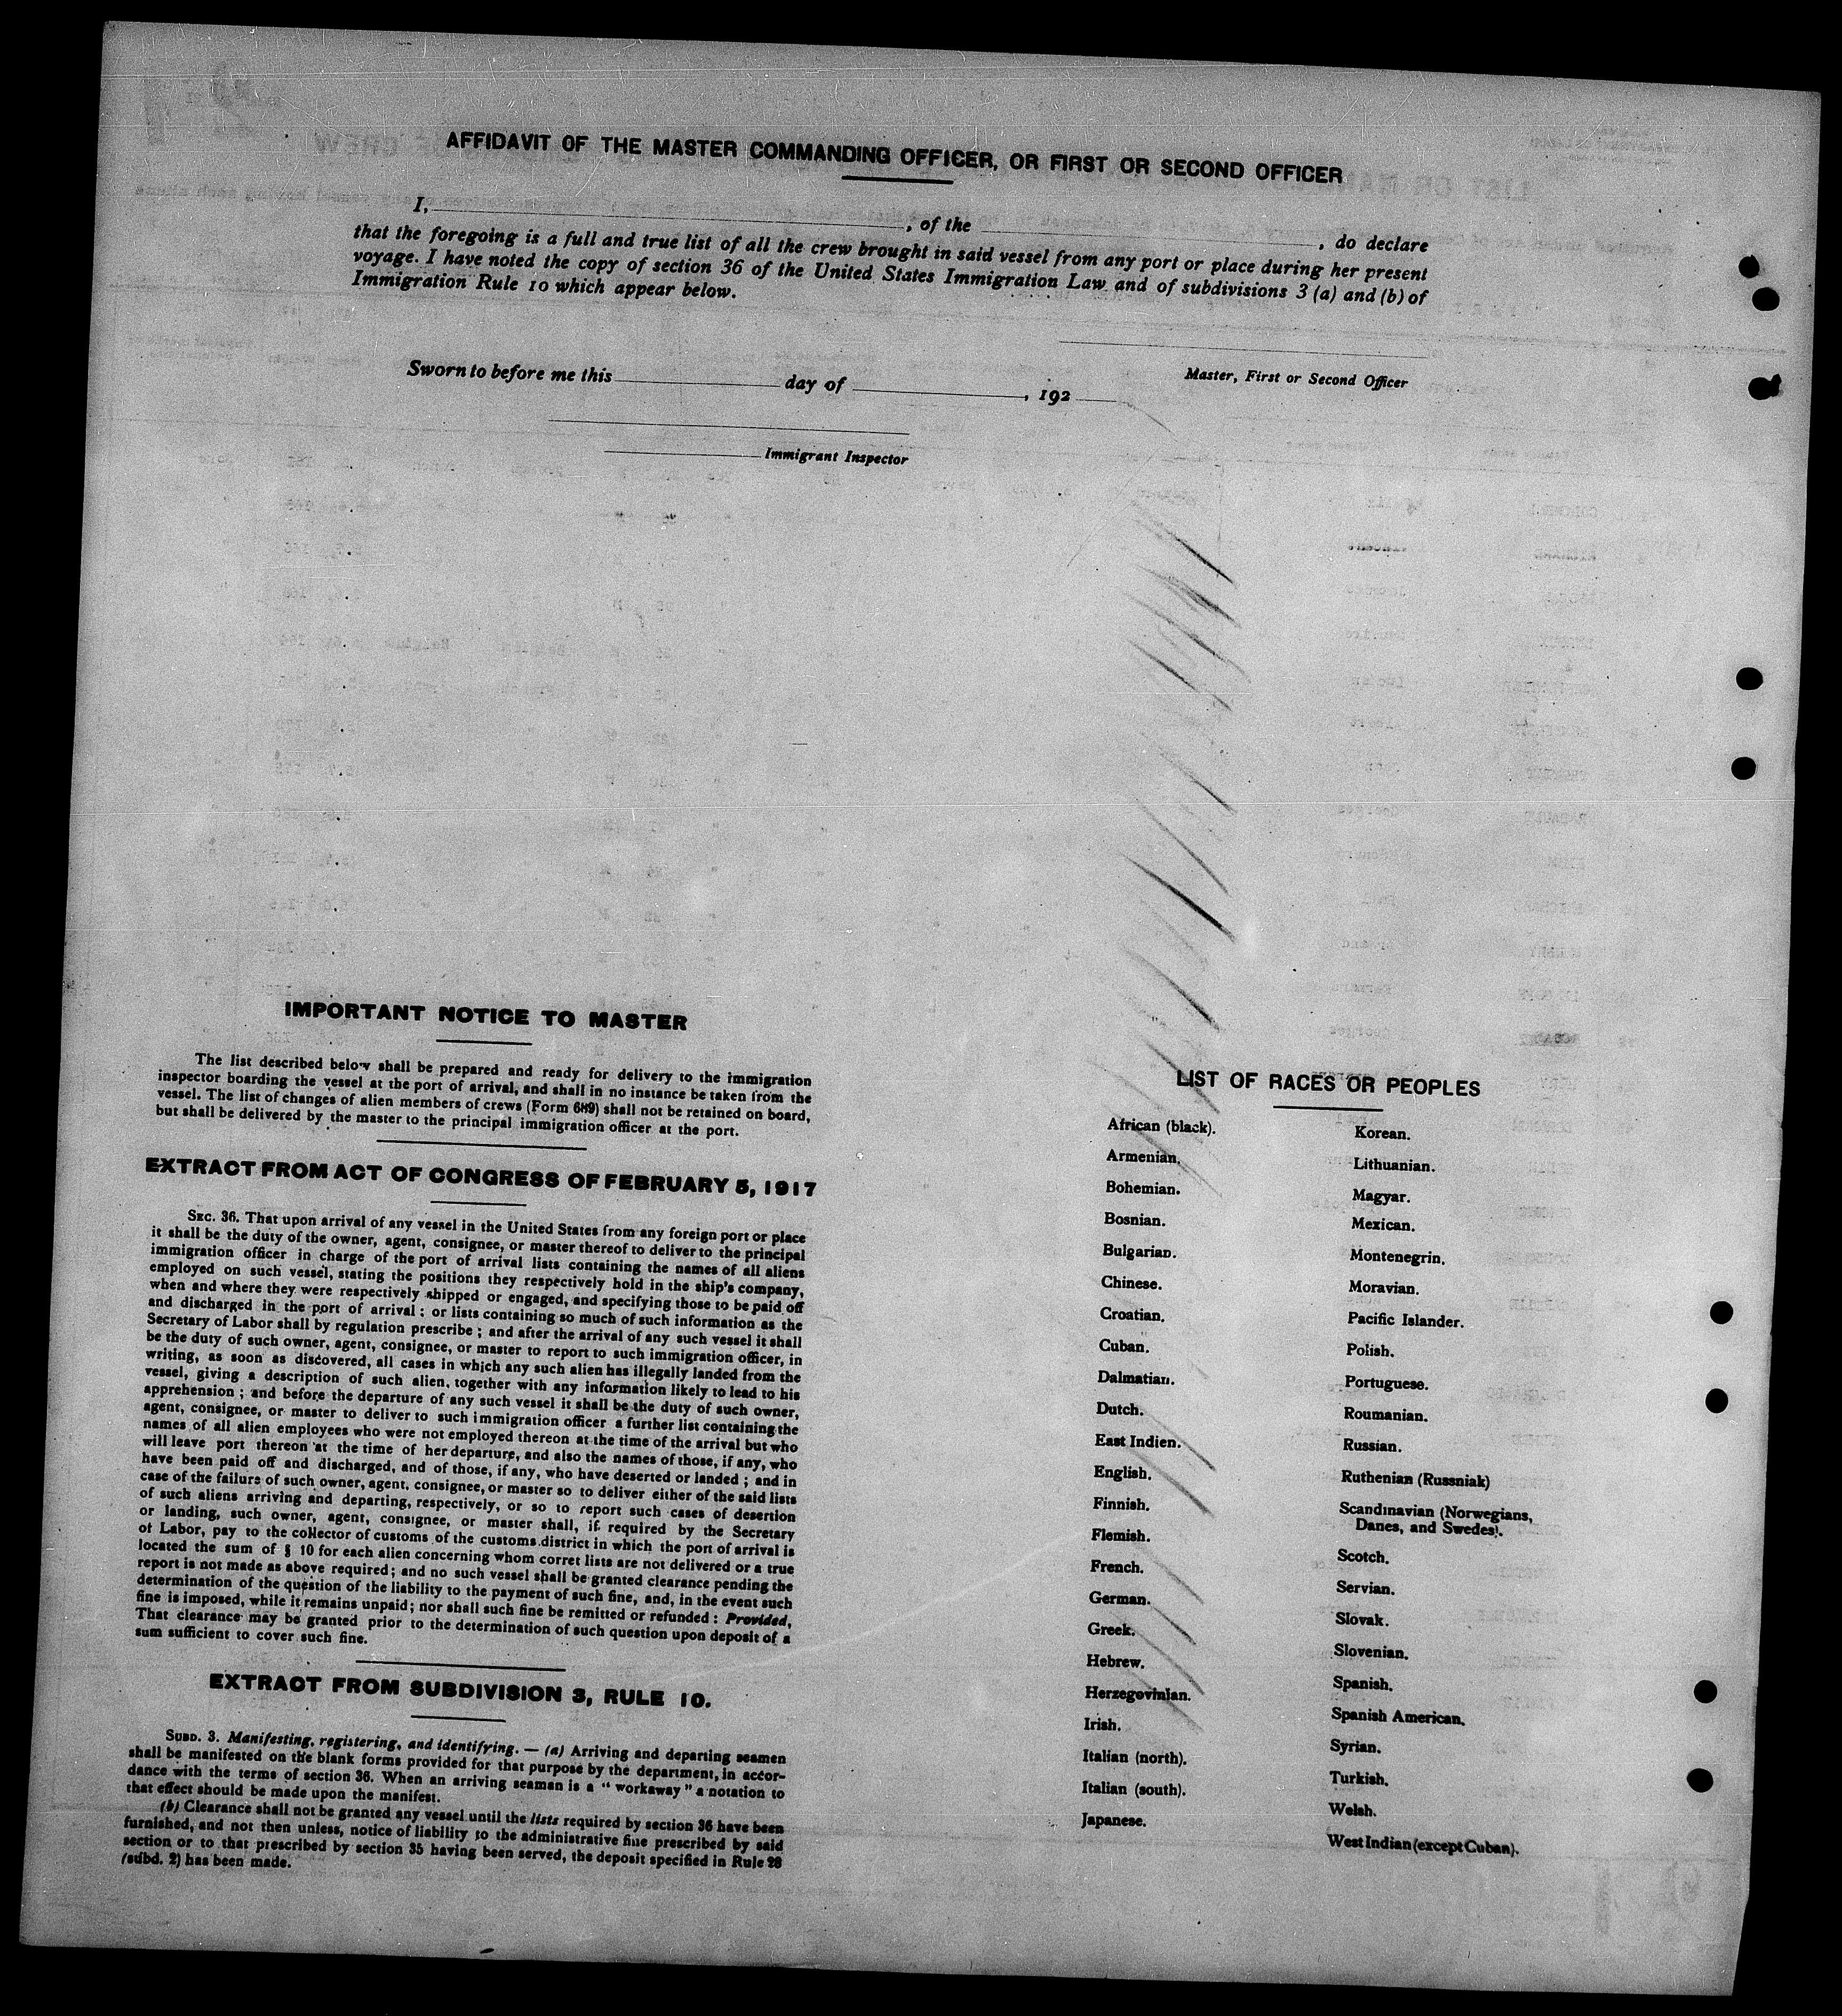 AFFIDAVIT OF THE MASTER COMMANDING OFFICER, OR FIRST OR SECOND OFFICER
I, , of the , do declare
that the foregoing is a full and true list of all the crew brought in said vessel from any port or place during her present
voyage. I have noted the copy of section 36 of the United States Immigration Law and of subdivisions 3 (a) and (b) of
Immigration Rule 10 which appear below.
Master, First or Second Officer
Sworn to before me this day of , 192
Immigrant Inspector
IMPORTANT NOTICE TO MASTER
The list described below shall be prepared and ready for delivery to the immigration
inspector boarding the vessel at the port of arrival, and shall in no instance be taken from the
vessel. The list of changes of alien members of crews (Form 689) shall not be retained on board,
but shall be delivered by the master to the principal immigration officer at the port.
EXTRACT FROM ACT OF CONGRESS OF FEBRUARY 5, 1917
SEC. 36. That upon arrival of any vessel in the United States from any foreign port or place
it shall be the duty of the owner, agent, consignee, or master thereof to deliver to the principal
immigration officer in charge of the port of arrival lists containing the names of all aliens
employed on such vessel, stating the positions they respectively hold in the ship's company,
when and where they were respectively shipped or engaged, and specifying those to be paid off
and discharged in the port of arrival; or lists containing so much of such information as the
Secretary of Labor shall by regulation prescribe; and after the arrival of any such vessel it shall
be the duty of such owner, agent, consignee, or master to report to such immigration officer, in
writing, as soon as discovered, all cases in which any such alien has illegally landed from the
vessel, giving a description of such alien, together with any information likely to lead to his
apprehension; and before the departure of any such vessel it shall be the duty of such owner,
agent, consignee, or master to deliver to such immigration officer a further list containing the
names of all alien employees who were not employed thereon at the time of the arrival but who
will leave port thereon at the time of her departure, and also the names of those, if any, who
have been paid off and discharged, and of those, if any, who have deserted or landed; and in
case of the failure of such owner, agent, consignee, or master so to deliver either of the said lists
of such aliens arriving and departing, respectively, or so to report such cases of desertion
or landing, such owner, agent, consignee, or master shall, if required by the Secretary
of Labor, pay to the collector of customs of the customs district in which the port of arrival is
located the sum of § 10 for each alien concerning whom corret lists are not delivered or a true
report is not made as above required; and no such vessel shall be granted clearance pending the
determination of the question of the liability to the payment of such fine, and, in the event such
fine is imposed, while it remains unpaid; nor shall such fine be remitted or refunded: Provided,
That clearance may be granted prior to the determination of such question upon deposit of a
sum sufficient to cover such fine.
EXTRACT FROM SUBDIVISION 3, RULE 10.
SUBD. 3. Manifesting, registering, and identifying. — (a) Arriving and departing seamen
shall be manifested on the blank forms provided for that purpose by the department, in accor-
dance with the terms of section 36. When an arriving seaman is a "workaway" a notation to
that effect should be made upon the manifest.
(b) Clearance shall not be granted any vessel until the lists required by section 36 have been
furnished, and not then unless, notice of liability to the administrative fine prescribed by said
section or to that prescribed by section 35 having been served, the deposit specified in Rule 28
(subd. 2) has been made.
LIST OF RACES OR PEOPLES
African (black).
Armenian.
Bohemian.
Bosnian.
Bulgarian.
Chinese.
Croatian.
Cuban.
Dalmatian.
Dutch.
East Indien.
English.
Finnish.
Flemish.
French.
German.
Greek.
Hebrew.
Herzegovinian.
Irish.
Italian (north).
Italian (south).
Japanese.
Korean.
Lithuanian.
Magyar.
Mexican.
Montenegrin.
Moravian.
Pacific Islander.
Polish.
Portuguese.
Roumanian.
Russian.
Ruthenian (Russniak)
Scandinavian (Norwegians,
Danes, and Swedes).
Scotch.
Servian.
Slovak.
Slovenian.
Spanish.
Spanish American.
Syrian.
Turkish.
Welsh.
West Indian (except Cuban).